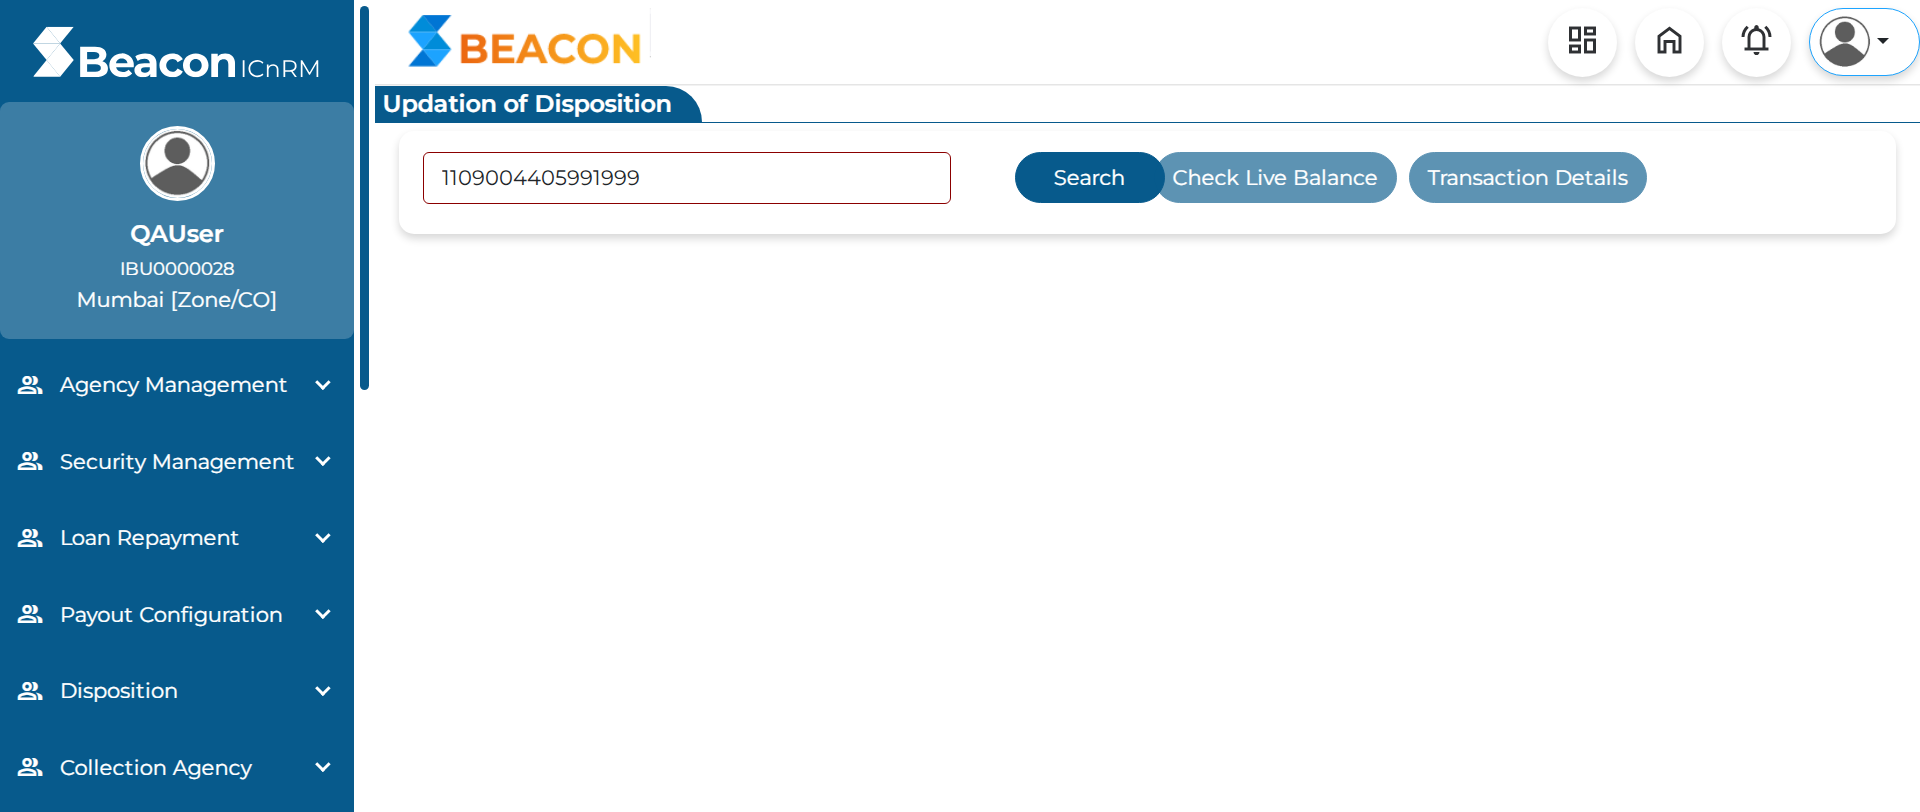 Beacon ICnRM
QAUser
IBU0000028
Mumbai [Zone/CO]
Agency Management
Security Management
Loan Repayment
Payout Configuration
Disposition
Collection Agency
BEACON
Updation of Disposition
1109004405991999
Search
Check Live Balance
Transaction Details